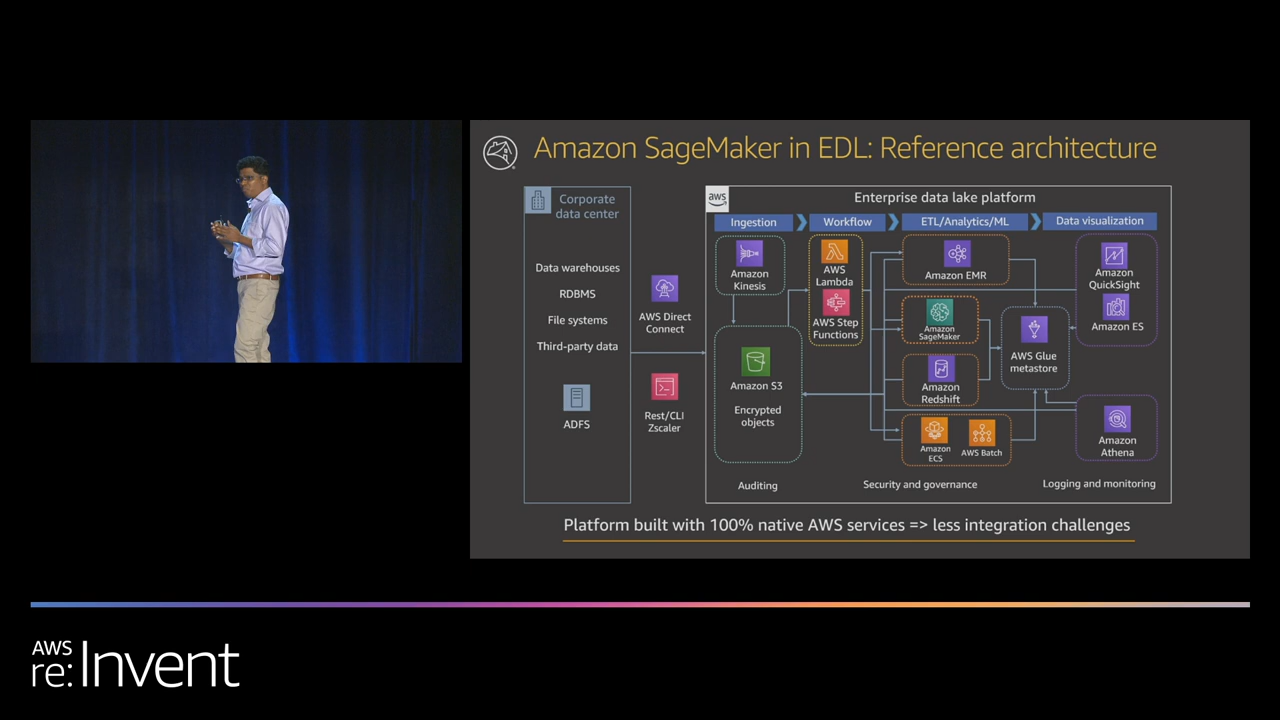 Amazon SageMaker in EDL: Reference architecture
Corporate
data center
Data warehouses
RDBMS
File systems
Third-party data
ADFS
AWS Direct
Connect
Rest/CLI
Zscaler
aws
Enterprise data lake platform
Ingestion
Workflow
ETL/Analytics/ML
Data visualization
Amazon
Kinesis
Amazon S3
Encrypted
objects
AWS
Lambda
AWS Step
Functions
Amazon EMR
Amazon
SageMaker
Amazon
Redshift
Amazon
ECS
AWS Batch
AWS Glue
metastore
Amazon
QuickSight
Amazon ES
Amazon
Athena
Auditing
Security and governance
Logging and monitoring
Platform built with 100% native AWS services => less integration challenges
AWS
re:Invent